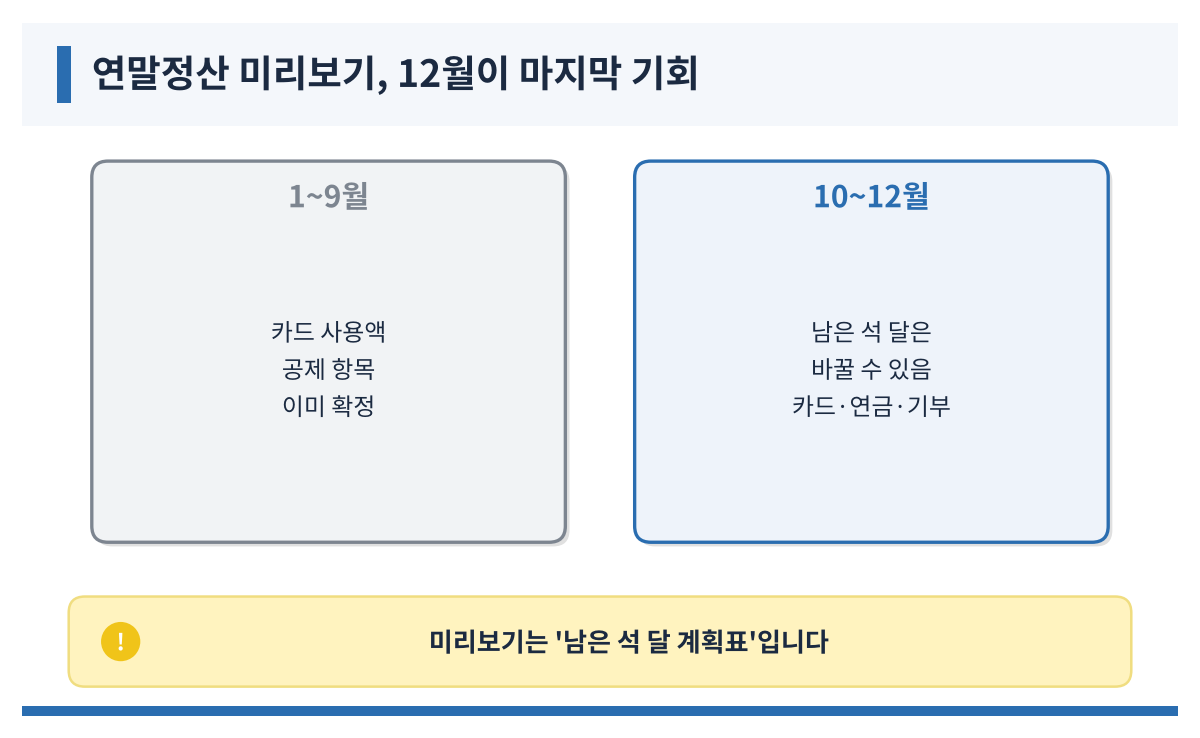 연말정산 미리보기, 12월이 마지막 기회
1~9월
카드 사용액
공제 항목
이미 확정
10~12월
남은 석 달은
바꿀 수 있음
카드·연금·기부
!
미리보기는 '남은 석 달 계획표'입니다